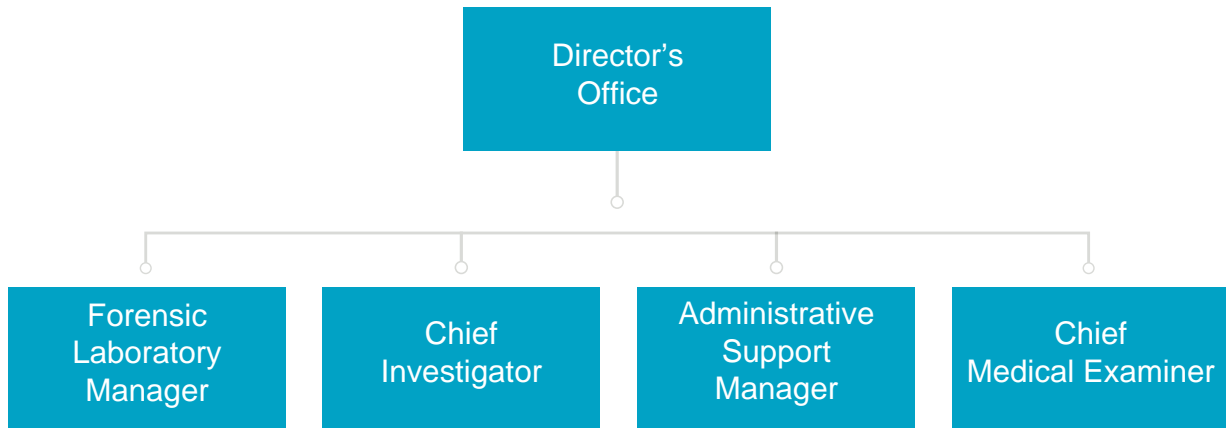 Director’s
Office
Forensic
Laboratory
Manager
Chief
Investigator
Administrative
Support
Manager
Chief
Medical Examiner